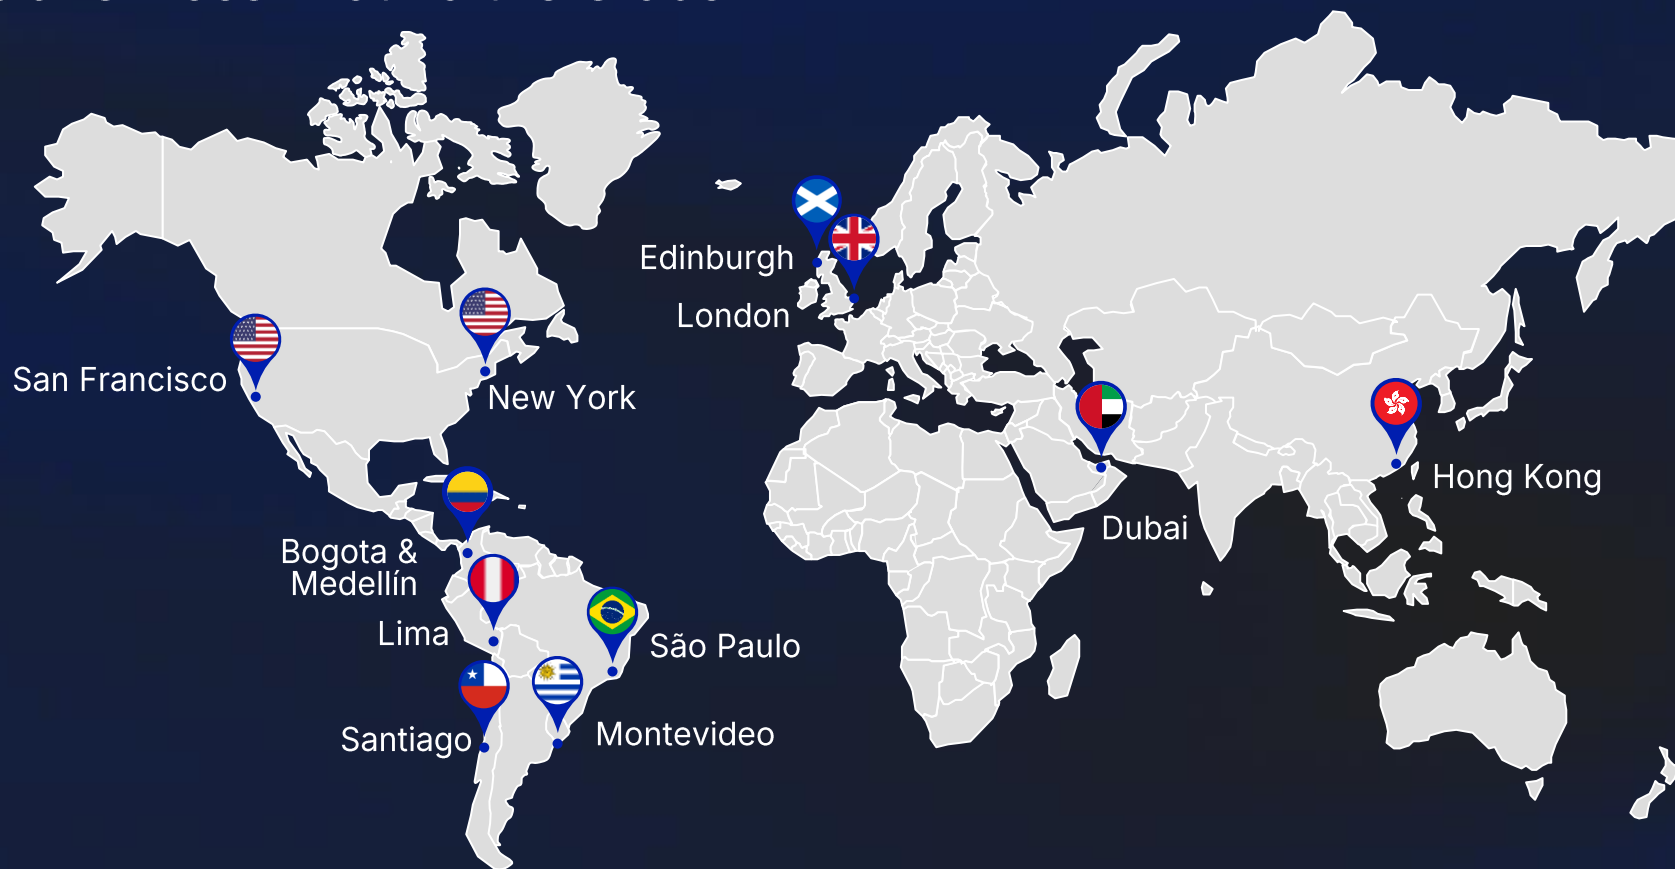 Edinburgh
London
San Francisco
New York
Hong Kong
Dubai
Bogota &
Medellín
Lima
São Paulo
Santiago
Montevideo